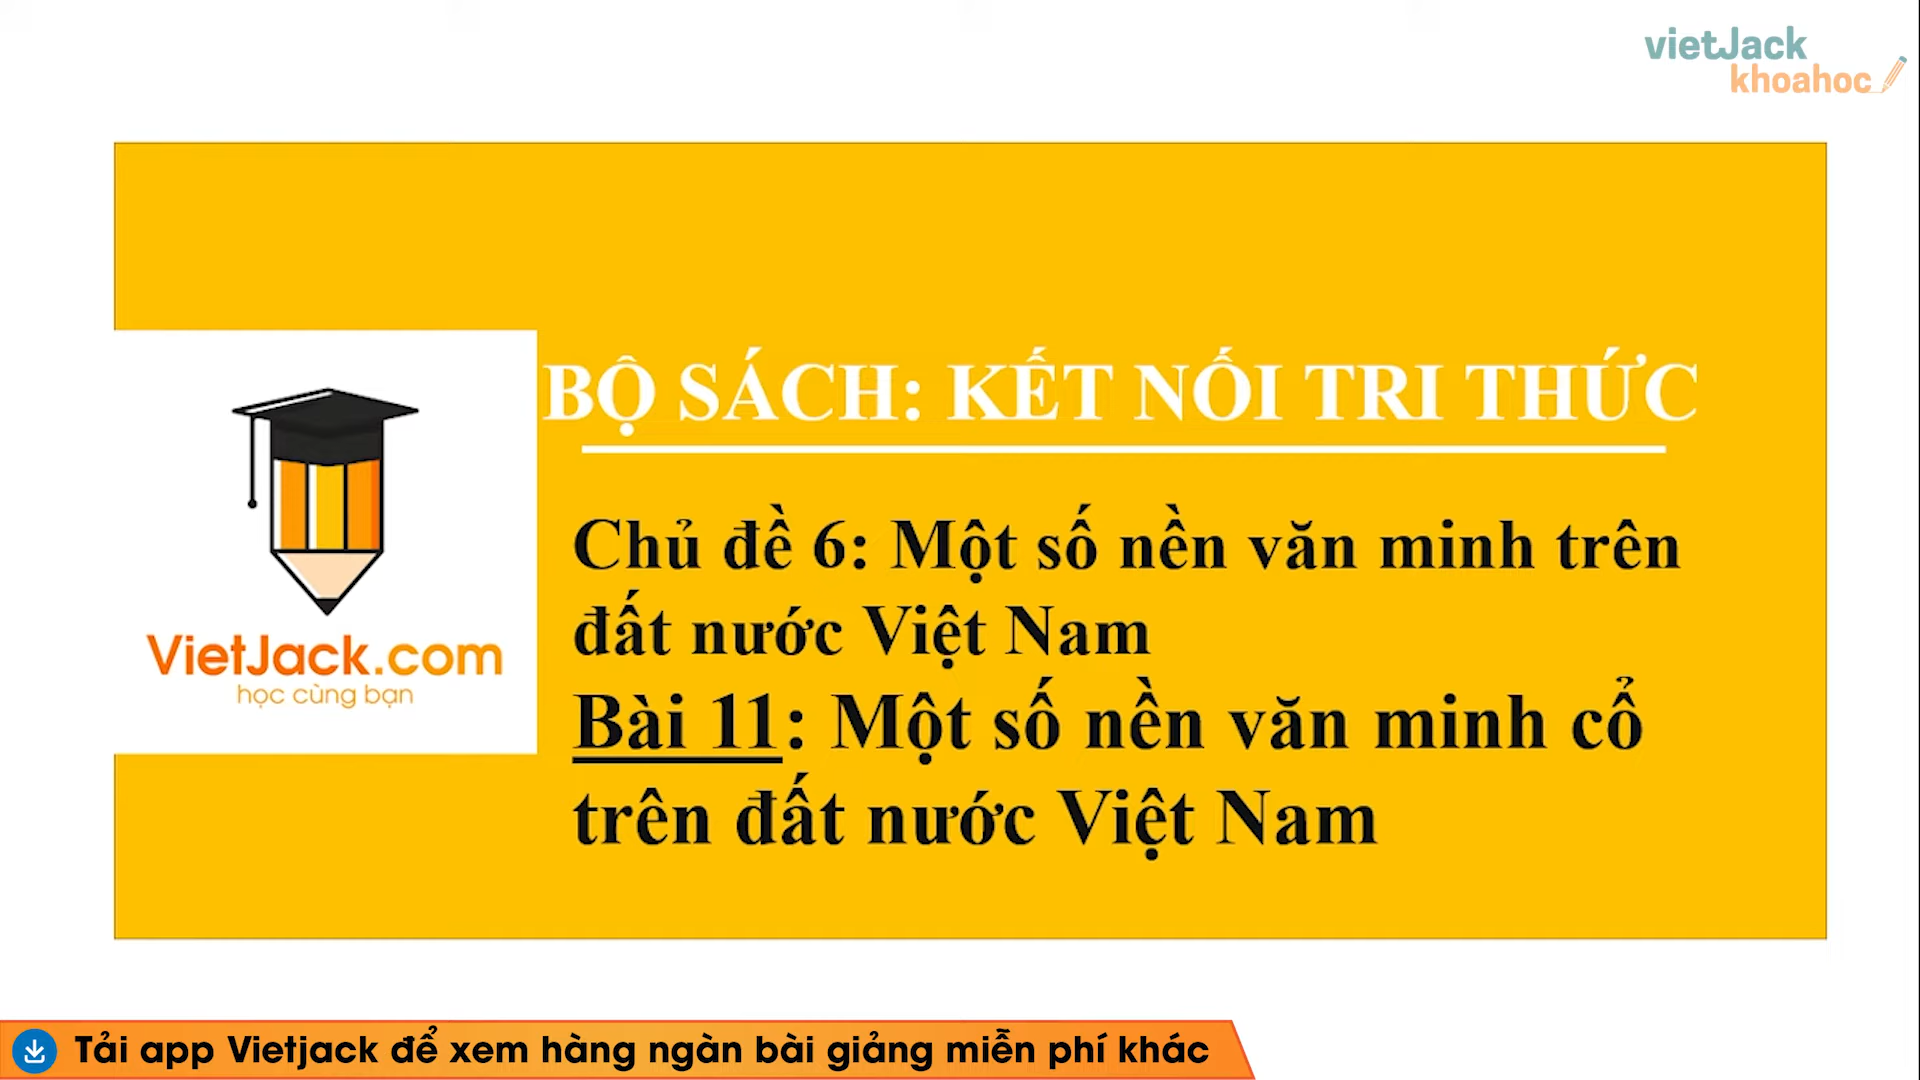 vietJack
khoahoc
BỘ SÁCH: KẾT NỐI TRI THỨC
Chủ đề 6: Một số nền văn minh trên
đất nước Việt Nam
Bài 11: Một số nền văn minh cổ
trên đất nước Việt Nam
VietJack.com
học cùng bạn
Tải app Vietjack để xem hàng ngàn bài giảng miễn phí khác